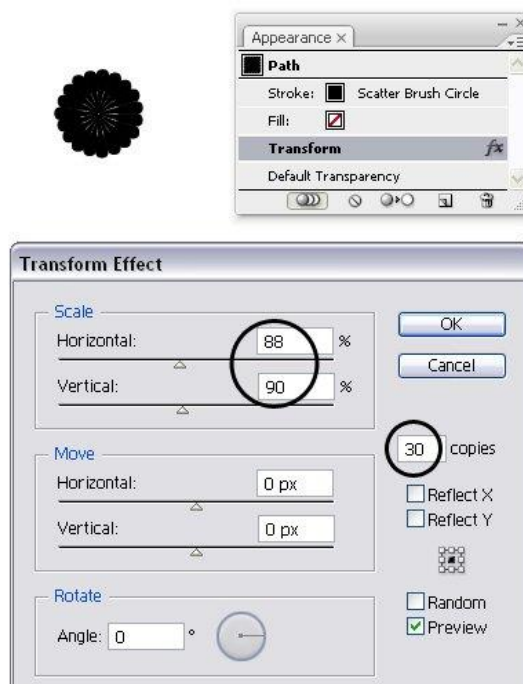 Appearance
Path
Stroke: Scatter Brush Circle
Fill:
Transform fx
Default Transparency
Transform Effect
Scale
Horizontal: 88 %
Vertical: 90 %
OK
Cancel
30 copies
Move
Horizontal: 0 px
Vertical: 0 px
Reflect X
Reflect Y
Rotate
Angle: 0 °
Random
Preview